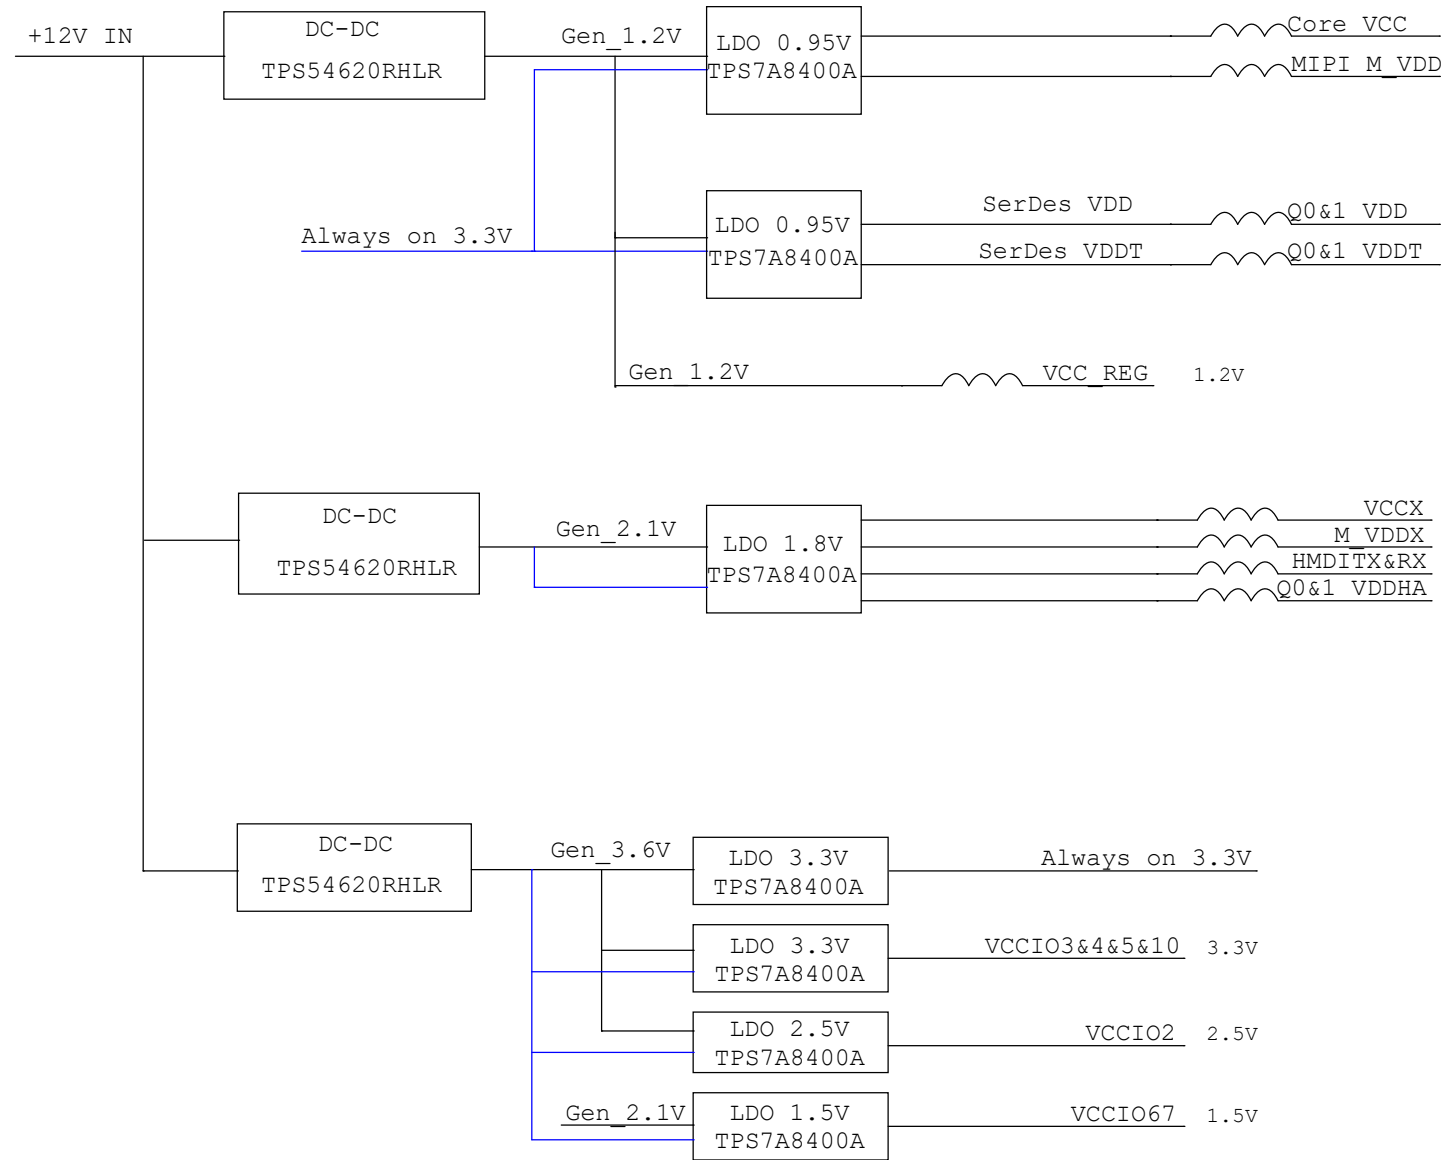 +12V IN
DC-DC
TPS54620RHLR
Gen_1.2V
LDO 0.95V
TPS7A8400A
Core VCC
MIPI M_VDD
Always on 3.3V
LDO 0.95V
TPS7A8400A
SerDes VDD
Q0&1 VDD
SerDes VDDT
Q0&1 VDDT
Gen_1.2V
VCC_REG
1.2V
DC-DC
TPS54620RHLR
Gen_2.1V
LDO 1.8V
TPS7A8400A
VCCX
M_VDDX
HMDITX&RX
Q0&1 VDDHA
DC-DC
TPS54620RHLR
Gen_3.6V
LDO 3.3V
TPS7A8400A
Always on 3.3V
LDO 3.3V
TPS7A8400A
VCCIO3&4&5&10
3.3V
LDO 2.5V
TPS7A8400A
VCCIO2
2.5V
Gen_2.1V
LDO 1.5V
TPS7A8400A
VCCIO67
1.5V